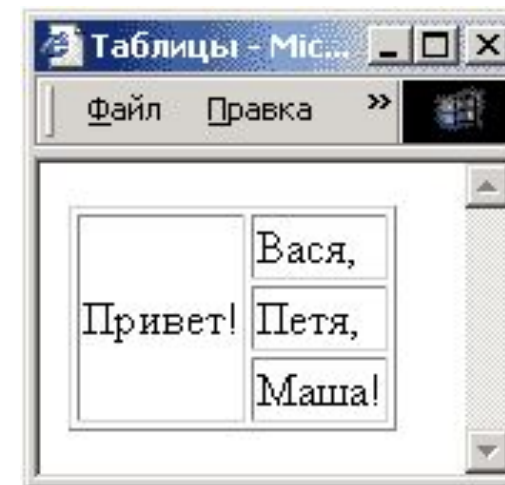 Таблицы - Mic...
Файл Правка »
Привет!
Вася,
Петя,
Маша!